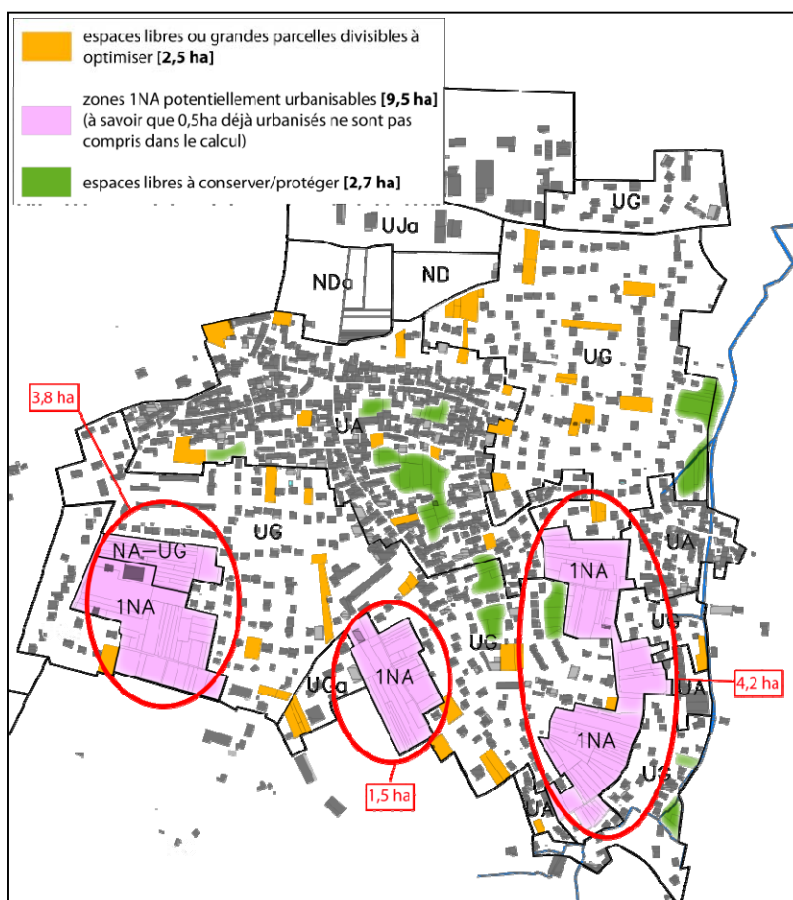 espaces libres ou grandes parcelles divisibles à
optimiser [2,5 ha]
zones 1NA potentiellement urbanisables [9,5 ha]
(à savoir que 0,5ha déjà urbanisés ne sont pas
compris dans le calcul)
espaces libres à conserver/protéger [2,7 ha]
UG
UJa
ND
NDa
UG
3,8 ha
UA
UG
UA
NA-UG
1NA
1NA
UG
UG
1NA
UGa
UA
4,2 ha
1NA
UG
1,5 ha
UA